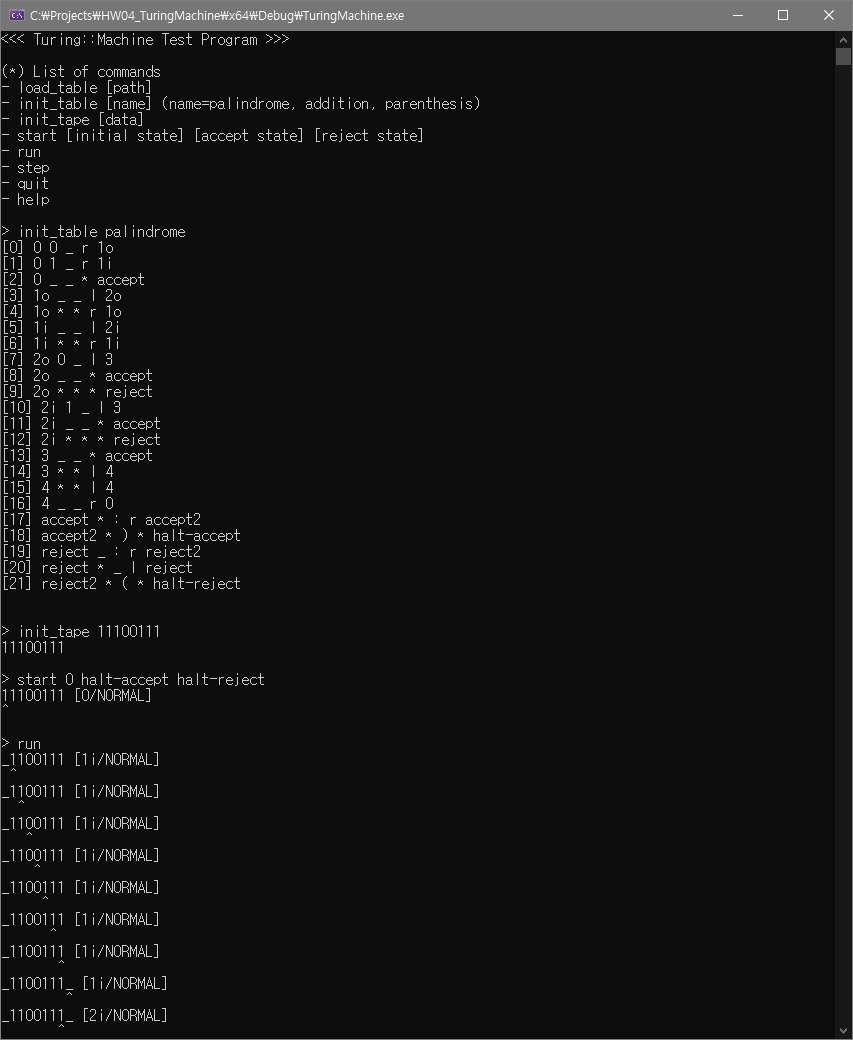 C:\Projects\HW04_TuringMachine\x64\Debug\TuringMachine.exe
<<< Turing::Machine Test Program >>>
(*) List of commands
- load_table [path]
- init_table [name] (name=palindrome, addition, parenthesis)
- init_tape [data]
- start [initial state] [accept state] [reject state]
- run
- step
- quit
- help
> init_table palindrome
[0] 0 0 _ r 1o
[1] 0 1 _ r 1i
[2] 0 _ _ * accept
[3] 1o _ _ l 2o
[4] 1o * * r 1o
[5] 1i _ _ l 2i
[6] 1i * * r 1i
[7] 2o 0 _ l 3
[8] 2o _ _ * accept
[9] 2o * * * reject
[10] 2i 1 _ l 3
[11] 2i _ _ * accept
[12] 2i * * * reject
[13] 3 _ _ * accept
[14] 3 * * l 4
[15] 4 * * l 4
[16] 4 _ _ r 0
[17] accept * : r accept2
[18] accept2 * ) * halt-accept
[19] reject _ : r reject2
[20] reject * _ l reject
[21] reject2 * ( * halt-reject
> init_tape 11100111
11100111
> start 0 halt-accept halt-reject
11100111 [0/NORMAL]
^
> run
_1100111 [1i/NORMAL]
^
_1100111 [1i/NORMAL]
^
_1100111 [1i/NORMAL]
^
_1100111 [1i/NORMAL]
^
_1100111 [1i/NORMAL]
^
_1100111 [1i/NORMAL]
^
_1100111 [1i/NORMAL]
^
_1100111_ [1i/NORMAL]
^
_1100111_ [2i/NORMAL]
^